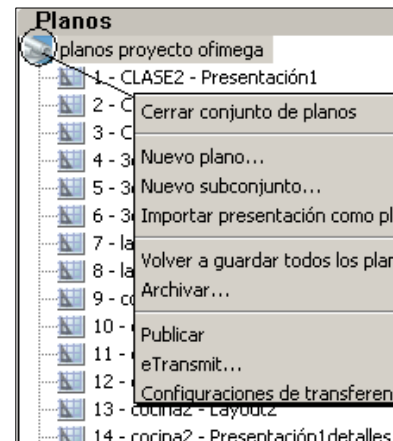 Planos
planos proyecto ofimega
1 - CLASE2 - Presentación1
2 - C
Cerrar conjunto de planos
3 - C
4 - 3
Nuevo plano...
5 - 3
Nuevo subconjunto...
6 - 3
Importar presentación como pl
7 - la
Volver a guardar todos los plan
8 - la
Archivar...
9 - co
10 -
Publicar
11 -
eTransmit...
12 -
Configuraciones de transferen
13 - cocina2 - Layout2
14 - cocina2 - Presentación1detalles